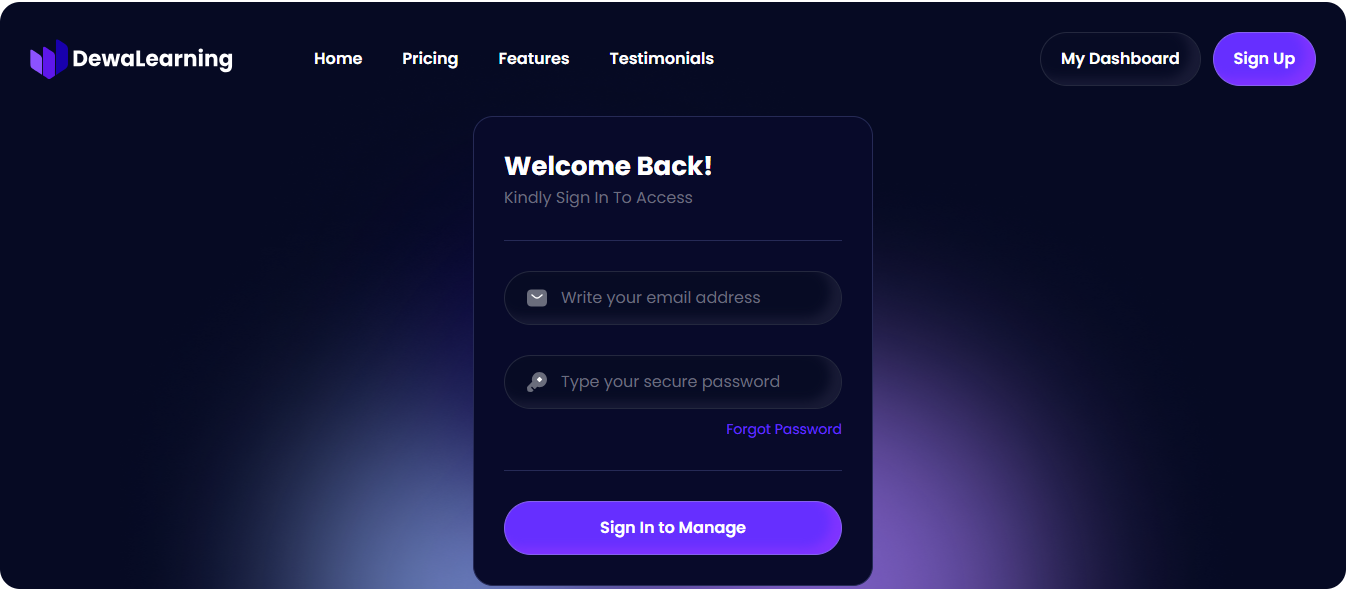 DewaLearning
Home
Pricing
Features
Testimonials
My Dashboard
Sign Up
Welcome Back!
Kindly Sign In To Access
Write your email address
Type your secure password
Forgot Password
Sign In to Manage